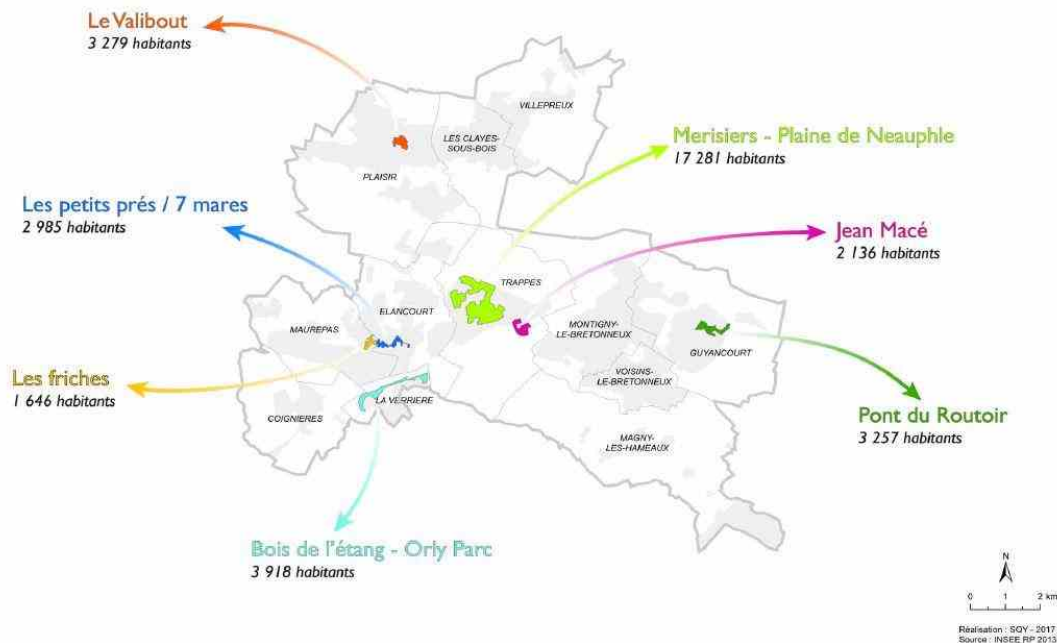 Le Valibout
3 279 habitants
VILLEPREUX
LES CLAYES-
SOUS-BOIS
PLAISIR
Merisiers - Plaine de Neauphle
17 281 habitants
Les petits prés / 7 mares
2 985 habitants
Jean Macé
2 136 habitants
TRAPPES
ELANCOURT
MAUREPAS
MONTIGNY-
LE-BRETONNEUX
GUYANCOURT
VOISINS-
LE-BRETONNEUX
Les friches
1 646 habitants
COIGNIERES
LA VERRIERE
Pont du Routoir
3 257 habitants
MAGNY-
LES-HAMEAUX
Bois de l'étang - Orly Parc
3 918 habitants
N
0 1 2 km
Réalisation : SQY - 2017
Source : INSEE RP 2013